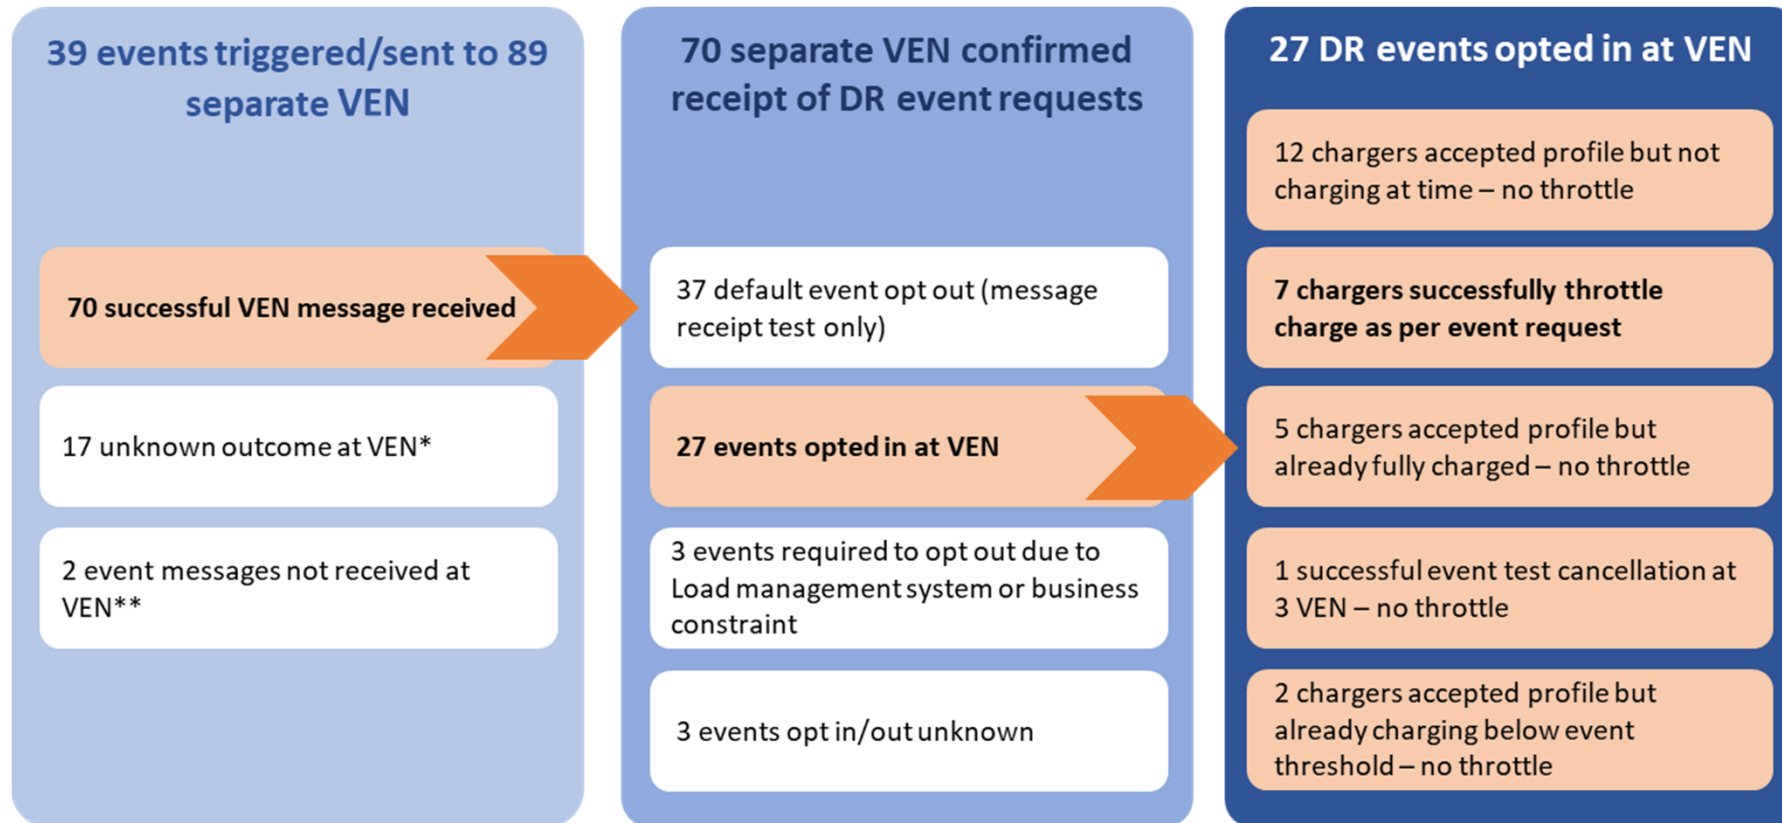 39 events triggered/sent to 89
separate VEN
70 successful VEN message received
17 unknown outcome at VEN*
2 event messages not received at
VEN**
70 separate VEN confirmed
receipt of DR event requests
37 default event opt out (message
receipt test only)
27 events opted in at VEN
3 events required to opt out due to
Load management system or business
constraint
3 events opt in/out unknown
27 DR events opted in at VEN
12 chargers accepted profile but not
charging at time – no throttle
7 chargers successfully throttle
charge as per event request
5 chargers accepted profile but
already fully charged – no throttle
1 successful event test cancellation at
3 VEN – no throttle
2 chargers accepted profile but
already charging below event
threshold – no throttle